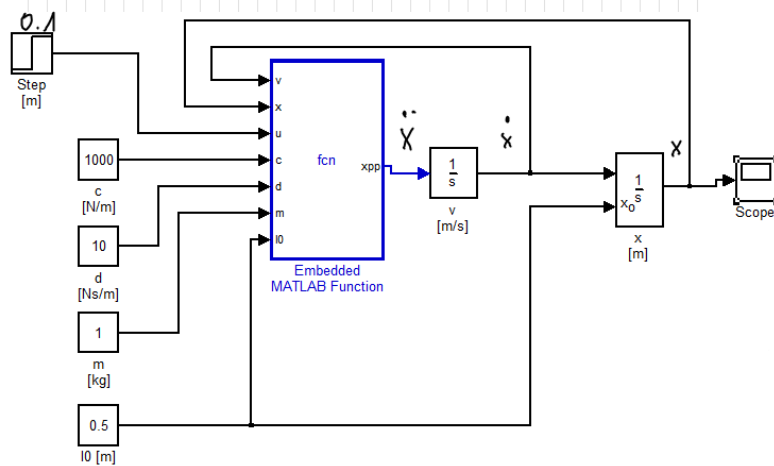 0.1
Step
[m]
1000
c
[N/m]
10
d
[Ns/m]
1
m
[kg]
0.5
l0 [m]
v
x
u
c
d
m
l0
fcn
xpp
Embedded
MATLAB Function
ẍ
1
s
v
[m/s]
ẋ
xo
1
s
x
[m]
x
Scope